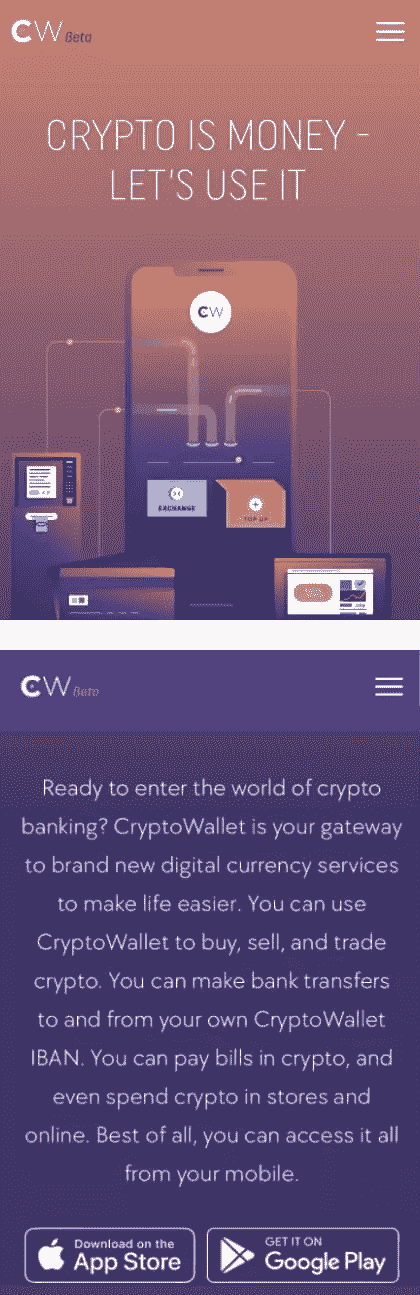 CW Beta
CRYPTO IS MONEY -
LET'S USE IT
CW
EXCHANGE
TOP UP
CW Beta
Ready to enter the world of crypto
banking? CryptoWallet is your gateway
to brand new digital currency services
to make life easier. You can use
CryptoWallet to buy, sell, and trade
crypto. You can make bank transfers
to and from your own CryptoWallet
IBAN. You can pay bills in crypto, and
even spend crypto in stores and
online. Best of all, you can access it all
from your mobile.
Download on the
App Store
GET IT ON
Google Play